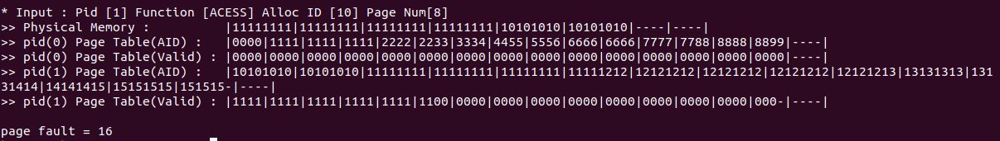 * Input : Pid [1] Function [ACESS] Alloc ID [10] Page Num[8]
>> Physical Memory :            |11111111|11111111|11111111|11111111|10101010|10101010|----|----|
>> pid(0) Page Table(AID) :   |0000|1111|1111|1111|2222|2233|3334|4455|5556|6666|6666|7777|7788|8888|8899|----|
>> pid(0) Page Table(Valid) : |0000|0000|0000|0000|0000|0000|0000|0000|0000|0000|0000|0000|0000|0000|0000|----|
>> pid(1) Page Table(AID) :   |10101010|10101010|11111111|11111111|11111111|11111212|12121212|12121212|12121212|12121213|13131313|131
31414|14141415|15151515|151515-|----|
>> pid(1) Page Table(Valid) : |1111|1111|1111|1111|1111|1100|0000|0000|0000|0000|0000|0000|0000|0000|000-|----|
page fault = 16